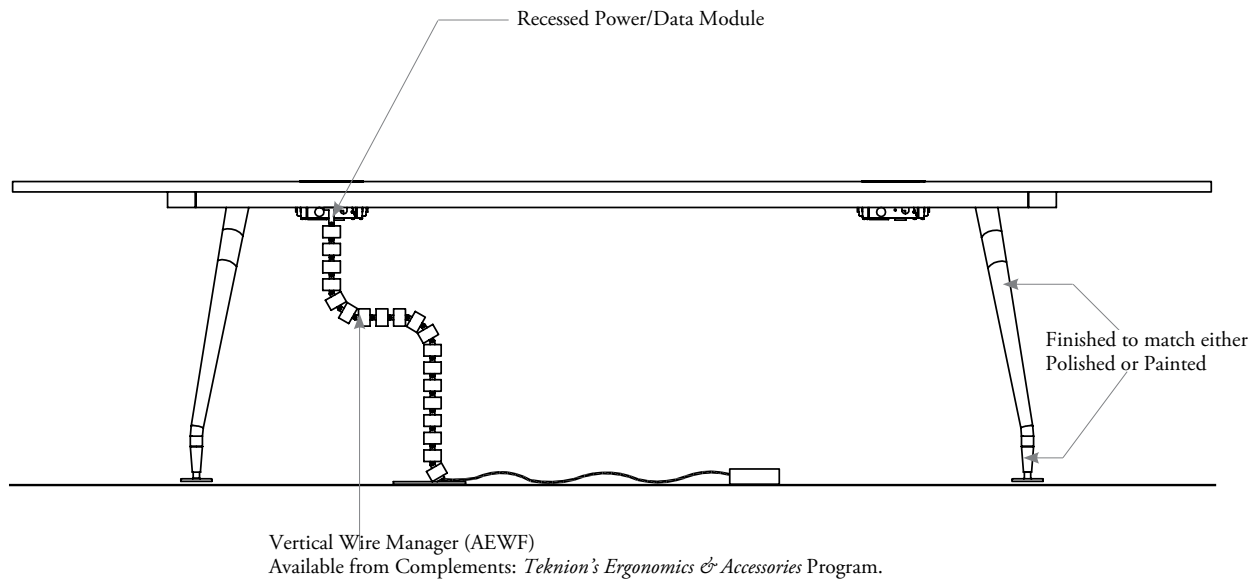 Recessed Power/Data Module
Finished to match either
Polished or Painted
Vertical Wire Manager (AEWF)
Available from Complements: Teknion's Ergonomics & Accessories Program.